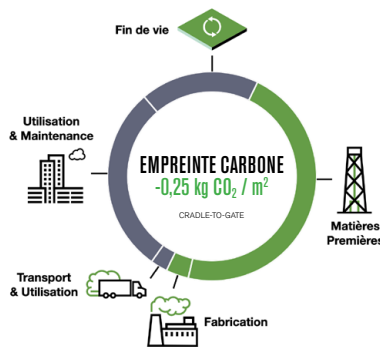 Fin de vie
Utilisation
& Maintenance
EMPREINTE CARBONE
-0,25 kg CO₂ / m²
CRADLE-TO-GATE
Matières
Premières
Transport
& Utilisation
Fabrication